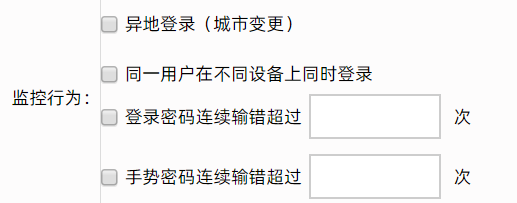 异地登录（城市变更）
同一用户在不同设备上同时登录
监控行为：
登录密码连续输错超过 次
手势密码连续输错超过 次